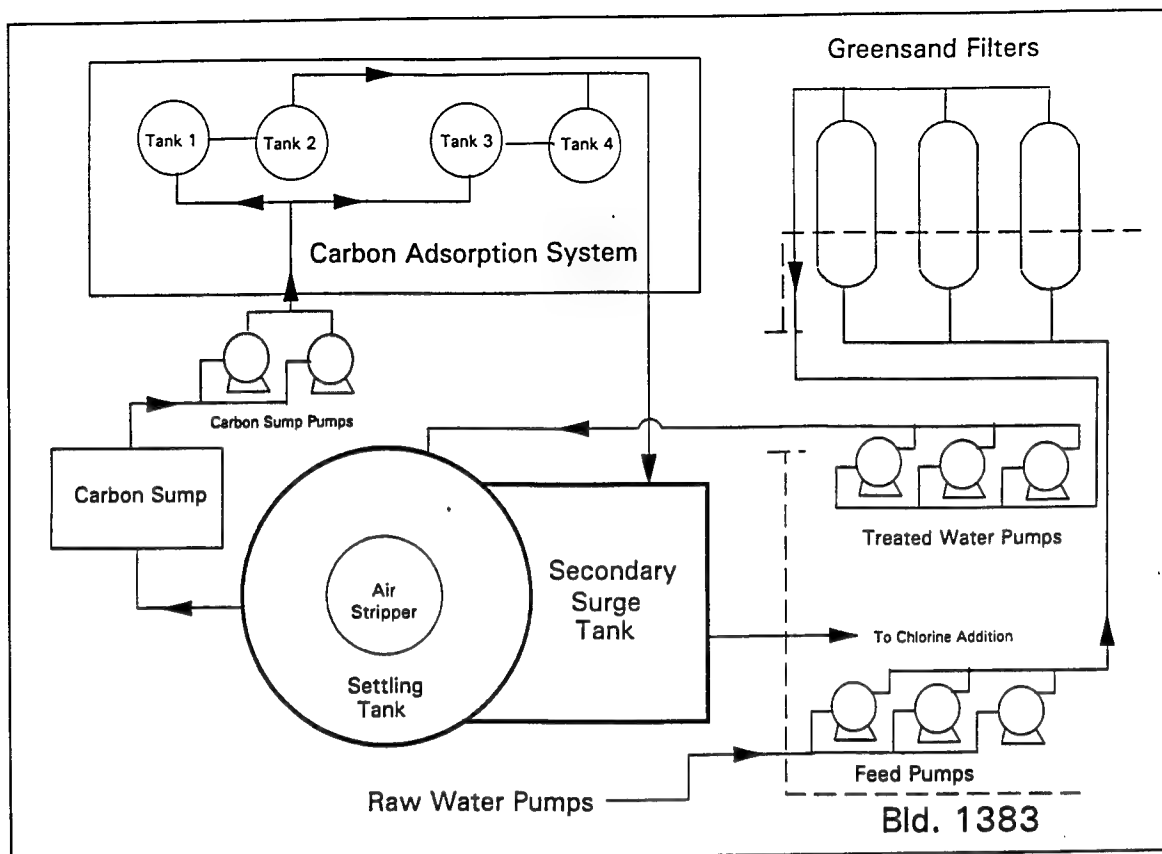 Greensand Filters
Tank 1
Tank 2
Tank 3
Tank 4
Carbon Adsorption System
Carbon Sump Pumps
Carbon Sump
Treated Water Pumps
Air
Stripper
Settling
Tank
Secondary
Surge
Tank
To Chlorine Addition
Feed Pumps
Raw Water Pumps
Bld. 1383